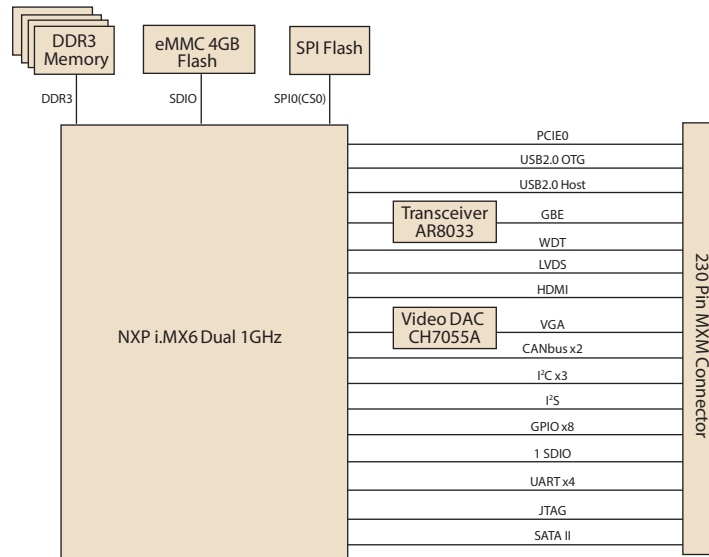 DDR3
Memory
eMMC 4GB
Flash
SPI Flash
DDR3
SDIO
SPI0(CS0)
NXP i.MX6 Dual 1GHz
PCIE0
USB2.0 OTG
USB2.0 Host
Transceiver
AR8033
GBE
WDT
LVDS
HDMI
Video DAC
CH7055A
VGA
CANbus x2
I²C x3
I²S
GPIO x8
1 SDIO
UART x4
JTAG
SATA II
230 Pin MXM Connector